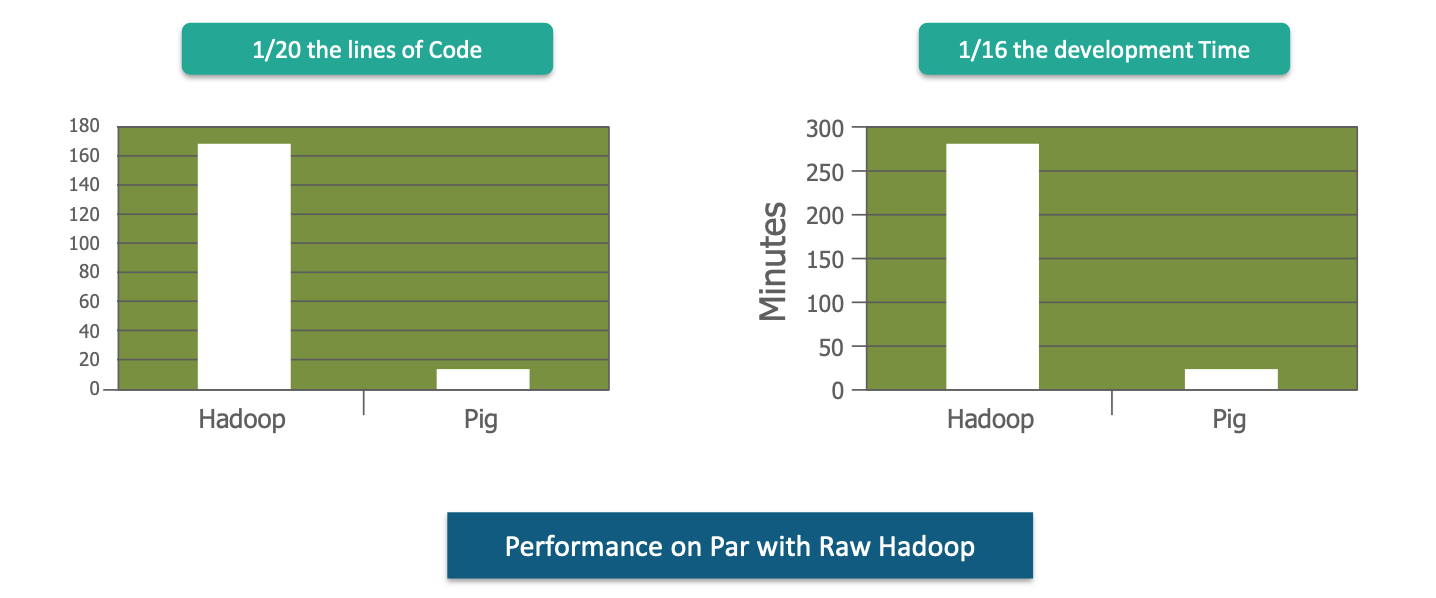 1/20 the lines of Code
1/16 the development Time
180
160
140
120
100
80
60
40
20
0
Hadoop
Pig
Minutes
300
250
200
150
100
50
0
Hadoop
Pig
Performance on Par with Raw Hadoop